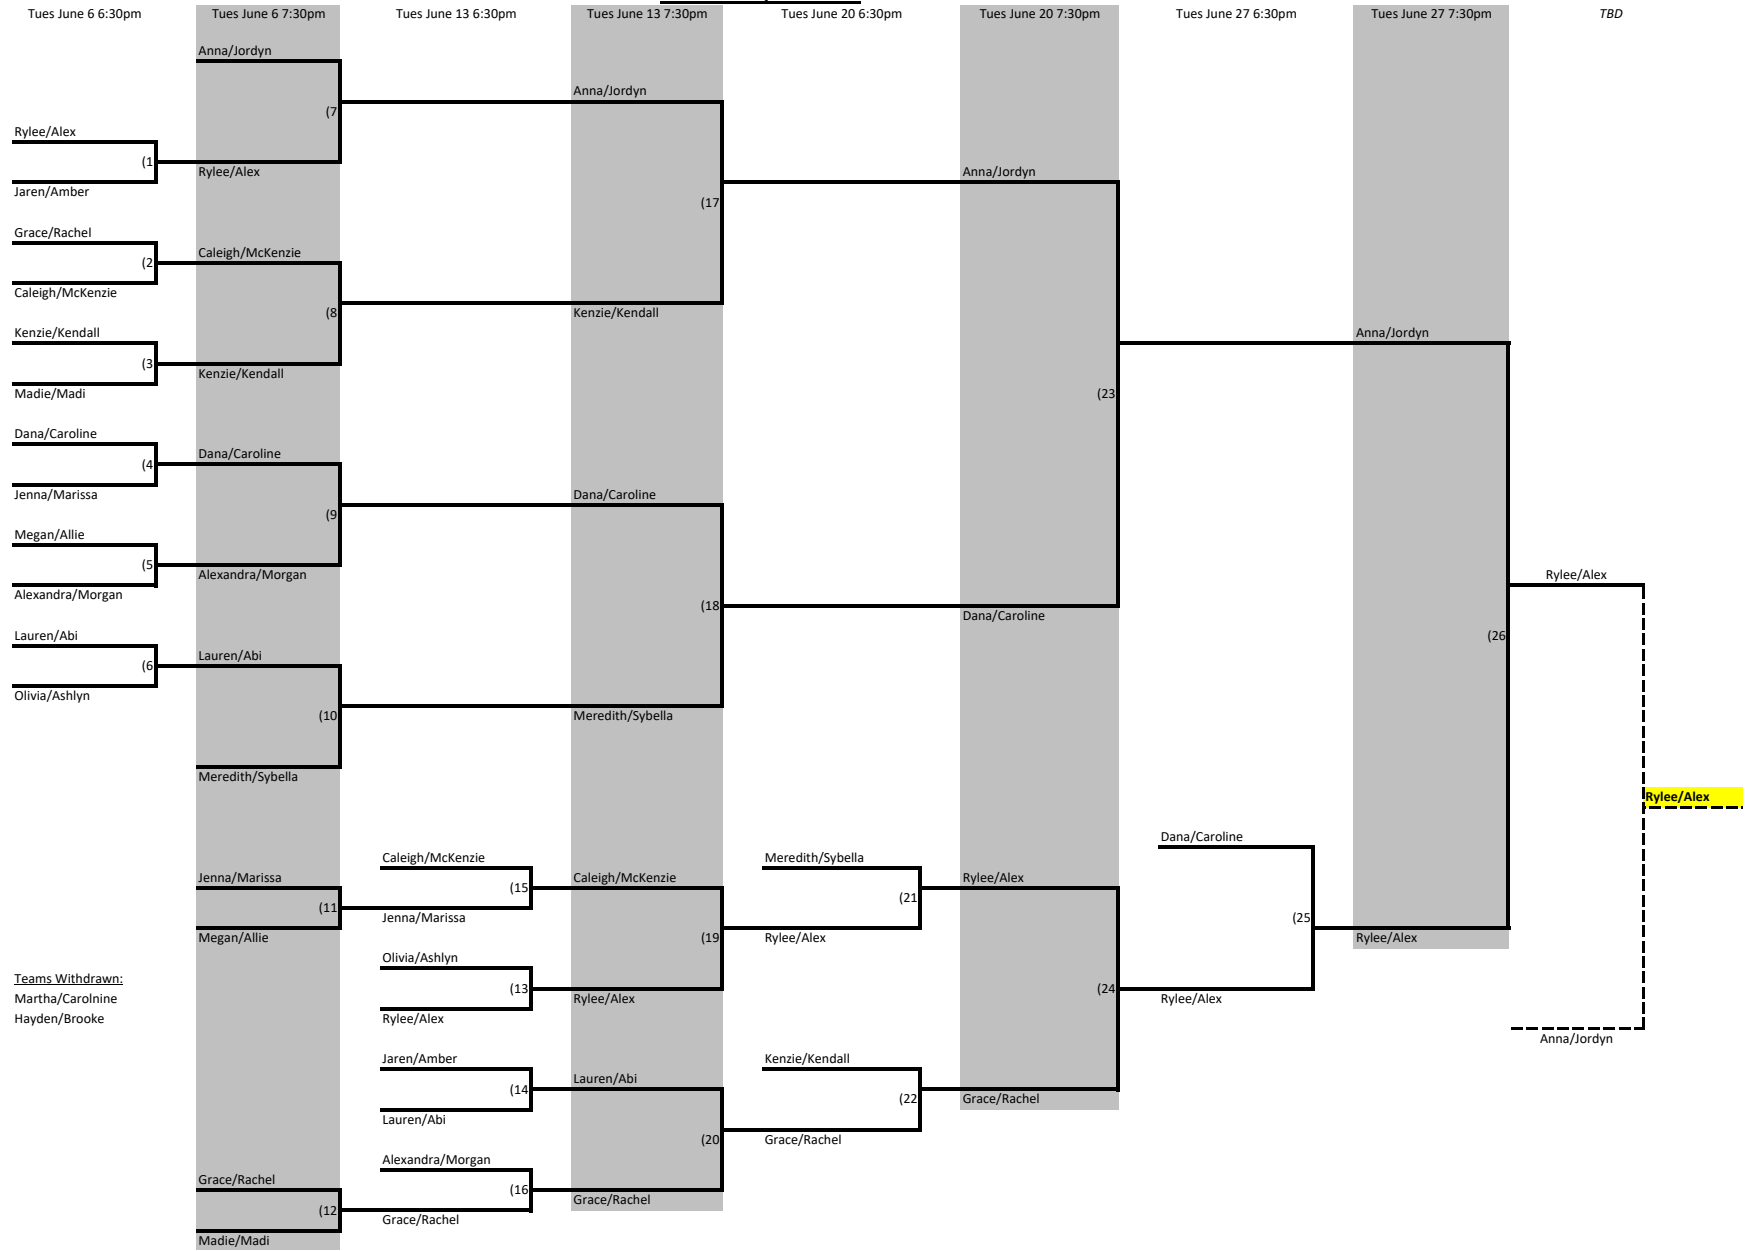 Tues June 6 6:30pm
Tues June 6 7:30pm
Tues June 13 6:30pm
Tues June 13 7:30pm
Tues June 20 6:30pm
Tues June 20 7:30pm
Tues June 27 6:30pm
Tues June 27 7:30pm
TBD
Rylee/Alex
(1
Jaren/Amber
Grace/Rachel
(2
Caleigh/McKenzie
Kenzie/Kendall
(3
Madie/Madi
Dana/Caroline
(4
Jenna/Marissa
Megan/Allie
(5
Alexandra/Morgan
Lauren/Abi
(6
Olivia/Ashlyn
Teams Withdrawn:
Martha/Carolnine
Hayden/Brooke
Anna/Jordyn
(7
Rylee/Alex
Caleigh/McKenzie
(8
Kenzie/Kendall
Dana/Caroline
(9
Alexandra/Morgan
Lauren/Abi
(10
Meredith/Sybella
Jenna/Marissa
(11
Megan/Allie
Grace/Rachel
(12
Madie/Madi
Caleigh/McKenzie
(15
Jenna/Marissa
Olivia/Ashlyn
(13
Rylee/Alex
Jaren/Amber
(14
Lauren/Abi
Alexandra/Morgan
(16
Grace/Rachel
Anna/Jordyn
(17
Kenzie/Kendall
Dana/Caroline
(18
Meredith/Sybella
Caleigh/McKenzie
(19
Rylee/Alex
Lauren/Abi
(20
Grace/Rachel
Meredith/Sybella
(21
Rylee/Alex
Kenzie/Kendall
(22
Grace/Rachel
Anna/Jordyn
(23
Dana/Caroline
Rylee/Alex
(24
Grace/Rachel
Dana/Caroline
(25
Rylee/Alex
Anna/Jordyn
(26
Rylee/Alex
Rylee/Alex
Anna/Jordyn
Rylee/Alex